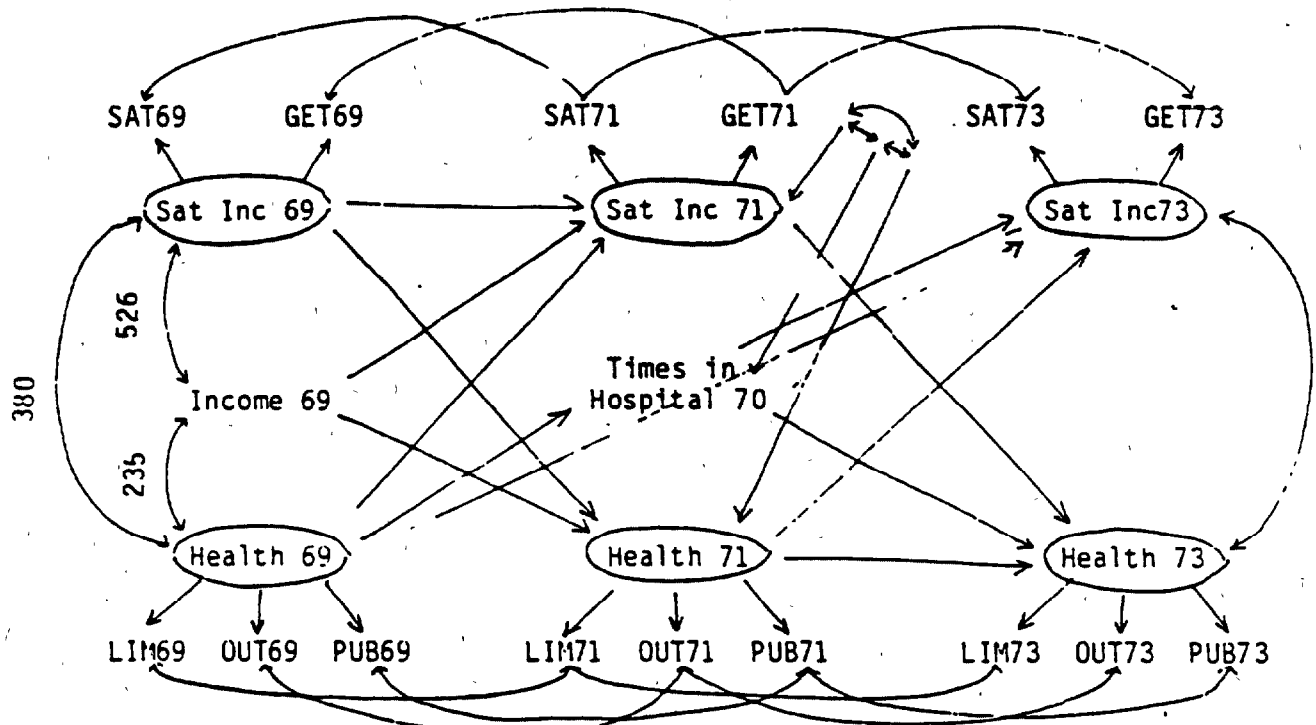 SAT69 GET69 SAT71 GET71 SAT73 GET73
Sat Inc 69 Sat Inc 71 Sat Inc73
526
380
Times in
Income 69 Hospital 70
235
Health 69 Health 71 Health 73
LIM69 OUT69 PUB69 LIM71 OUT71 PUB71 LIM73 OUT73 PUB73